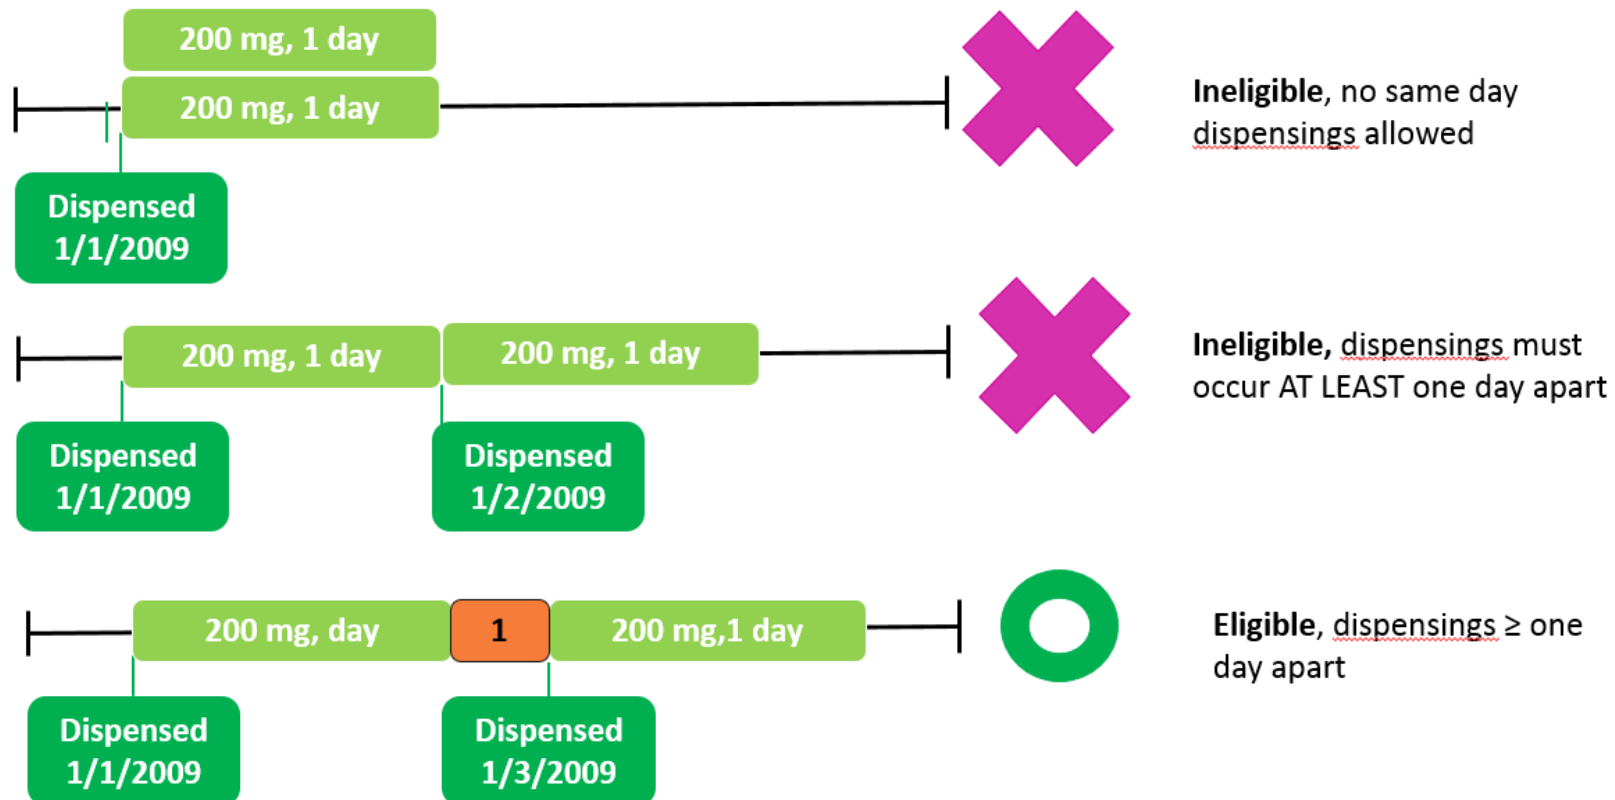 200 mg, 1 day
200 mg, 1 day
Ineligible, no same day
dispensings allowed
Dispensed
1/1/2009
200 mg, 1 day
200 mg, 1 day
Ineligible, dispensings must
occur AT LEAST one day apart
Dispensed
1/1/2009
Dispensed
1/2/2009
200 mg, day
1
200 mg,1 day
Eligible, dispensings ≥ one
day apart
Dispensed
1/1/2009
Dispensed
1/3/2009